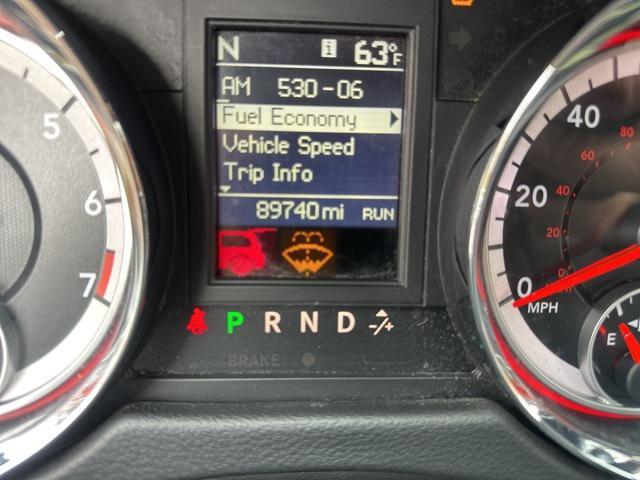 N i 63°F
AM 530-06
Fuel Economy
Vehicle Speed
Trip Info
89740mi RUN
P R N D -/+
BRAKE
5
6
7
40
20
0
MPH
80
60
40
20
0
E